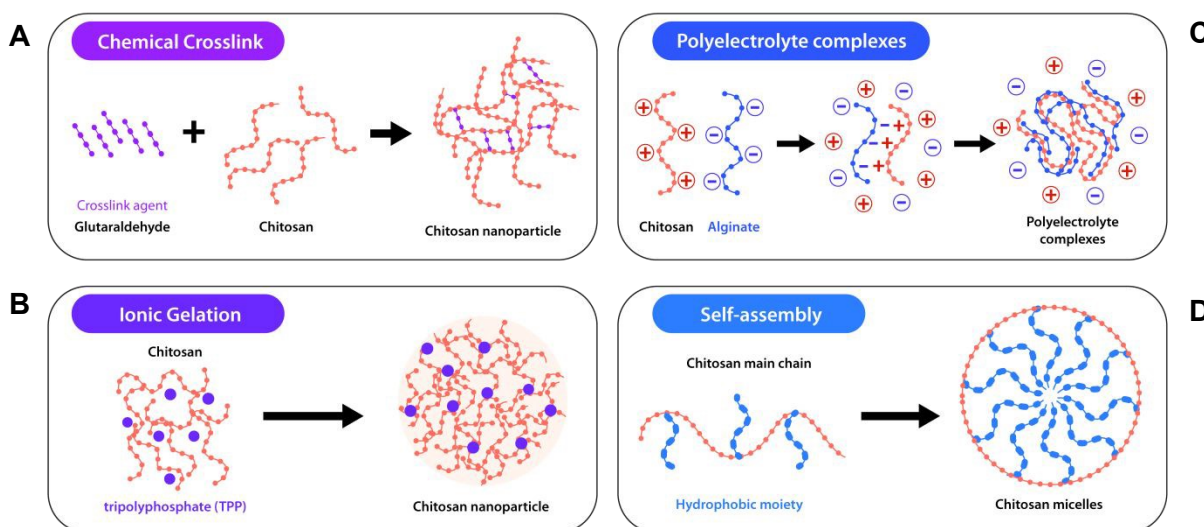 A
Chemical Crosslink
+
Crosslink agent
Glutaraldehyde
Chitosan
Chitosan nanoparticle
C
Polyelectrolyte complexes
Chitosan
Alginate
Polyelectrolyte
complexes
B
Ionic Gelation
Chitosan
tripolyphosphate (TPP)
Chitosan nanoparticle
D
Self-assembly
Chitosan main chain
Hydrophobic moiety
Chitosan micelles